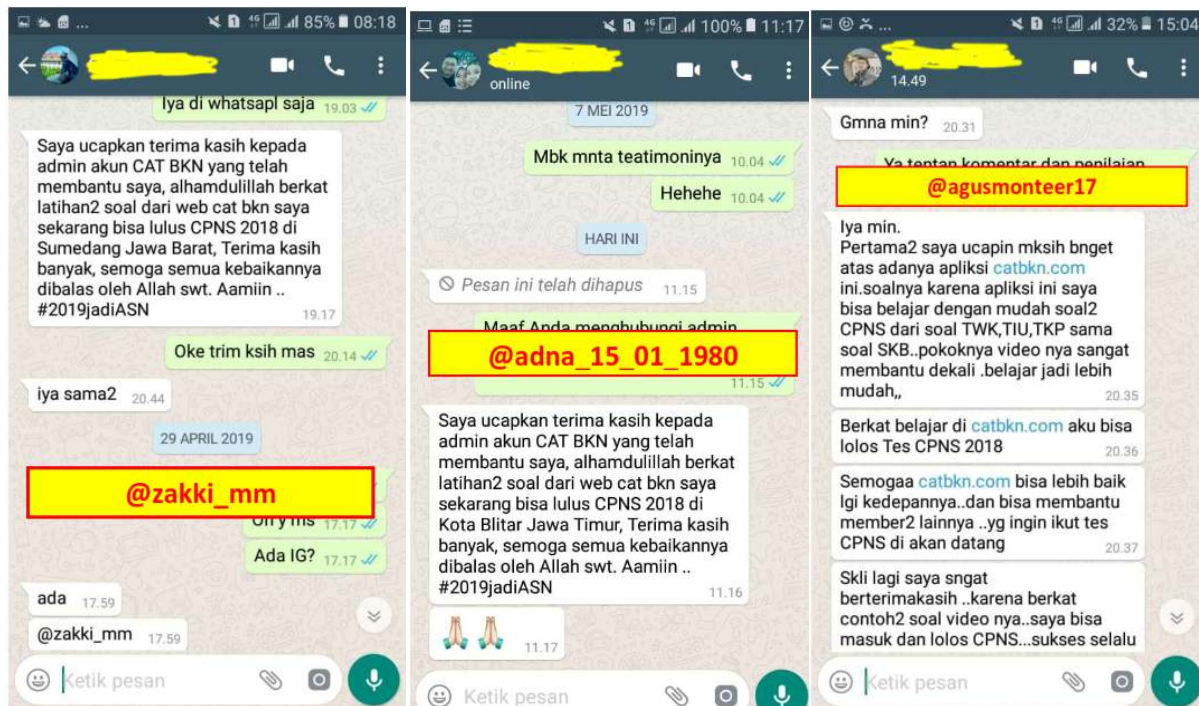 85% 08:18
Iya di whatsapl saja 19.03
Saya ucapkan terima kasih kepada
admin akun CAT BKN yang telah
membantu saya, alhamdulillah berkat
latihan2 soal dari web cat bkn saya
sekarang bisa lulus CPNS 2018 di
Sumedang Jawa Barat, Terima kasih
banyak, semoga semua kebaikannya
dibalas oleh Allah swt. Aamiin ..
#2019jadiASN
19.17
Oke trim ksih mas 20.14
iya sama2 20.44
29 APRIL 2019
@zakki_mm
17.17
Ada IG? 17.17
ada 17.59
@zakki_mm 17.59
Ketik pesan
100% 11:17
online
7 MEI 2019
Mbk mnta teatimoninya 10.04
Hehehe 10.04
HARI INI
Pesan ini telah dihapus 11.15
Maaf Anda menghubungi admin
@adna_15_01_1980
11.15
Saya ucapkan terima kasih kepada
admin akun CAT BKN yang telah
membantu saya, alhamdulillah berkat
latihan2 soal dari web cat bkn saya
sekarang bisa lulus CPNS 2018 di
Kota Blitar Jawa Timur, Terima kasih
banyak, semoga semua kebaikannya
dibalas oleh Allah swt. Aamiin ..
#2019jadiASN
11.16
11.17
Ketik pesan
32% 15:04
14.49
Gmna min? 20.31
Ya tentan komentar dan penilaian
@agusmonteer17
Iya min.
Pertama2 saya ucapin mksih bnget
atas adanya apliksi catbkn.com
ini.soalnya karena apliksi ini saya
bisa belajar dengan mudah soal2
CPNS dari soal TWK,TIU,TKP sama
soal SKB..pokoknya video nya sangat
membantu dekali .belajar jadi lebih
mudah,,
20.35
Berkat belajar di catbkn.com aku bisa
lolos Tes CPNS 2018 20.36
Semogaa catbkn.com bisa lebih baik
lgi kedepannya..dan bisa membantu
member2 lainnya ..yg ingin ikut tes
CPNS di akan datang 20.37
Skli lagi saya sngat
berterimakasih ..karena berkat
contoh2 soal video nya..saya bisa
masuk dan lolos CPNS...sukses selalu
Ketik pesan